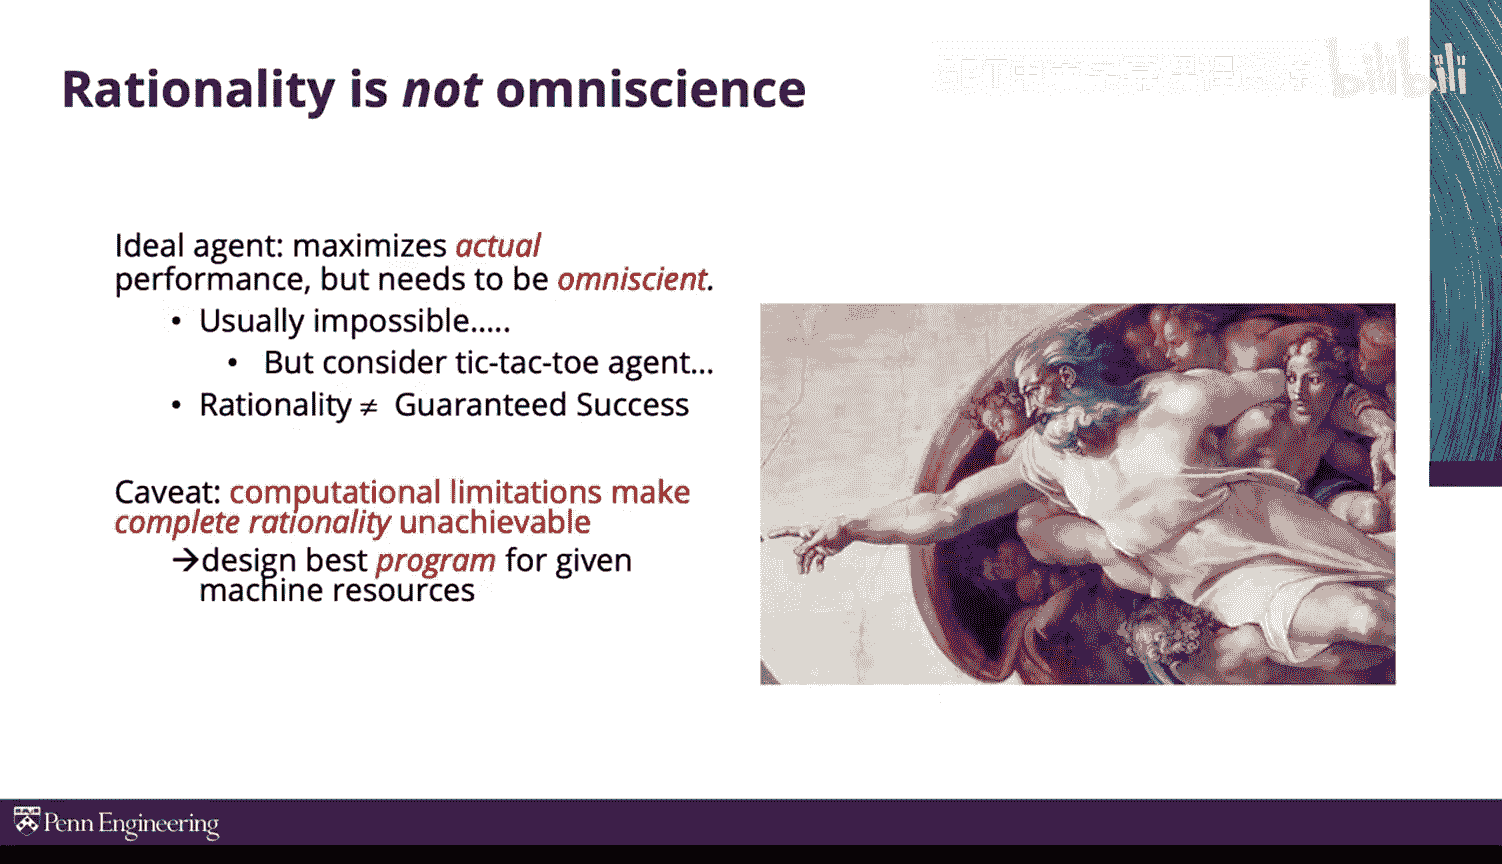 Rationality is not omniscience
bilibili
Ideal agent: maximizes actual
performance, but needs to be omniscient.
• Usually impossible.....
• But consider tic-tac-toe agent...
• Rationality ≠ Guaranteed Success
Caveat: computational limitations make
complete rationality unachievable
→design best program for given
machine resources
Penn Engineering